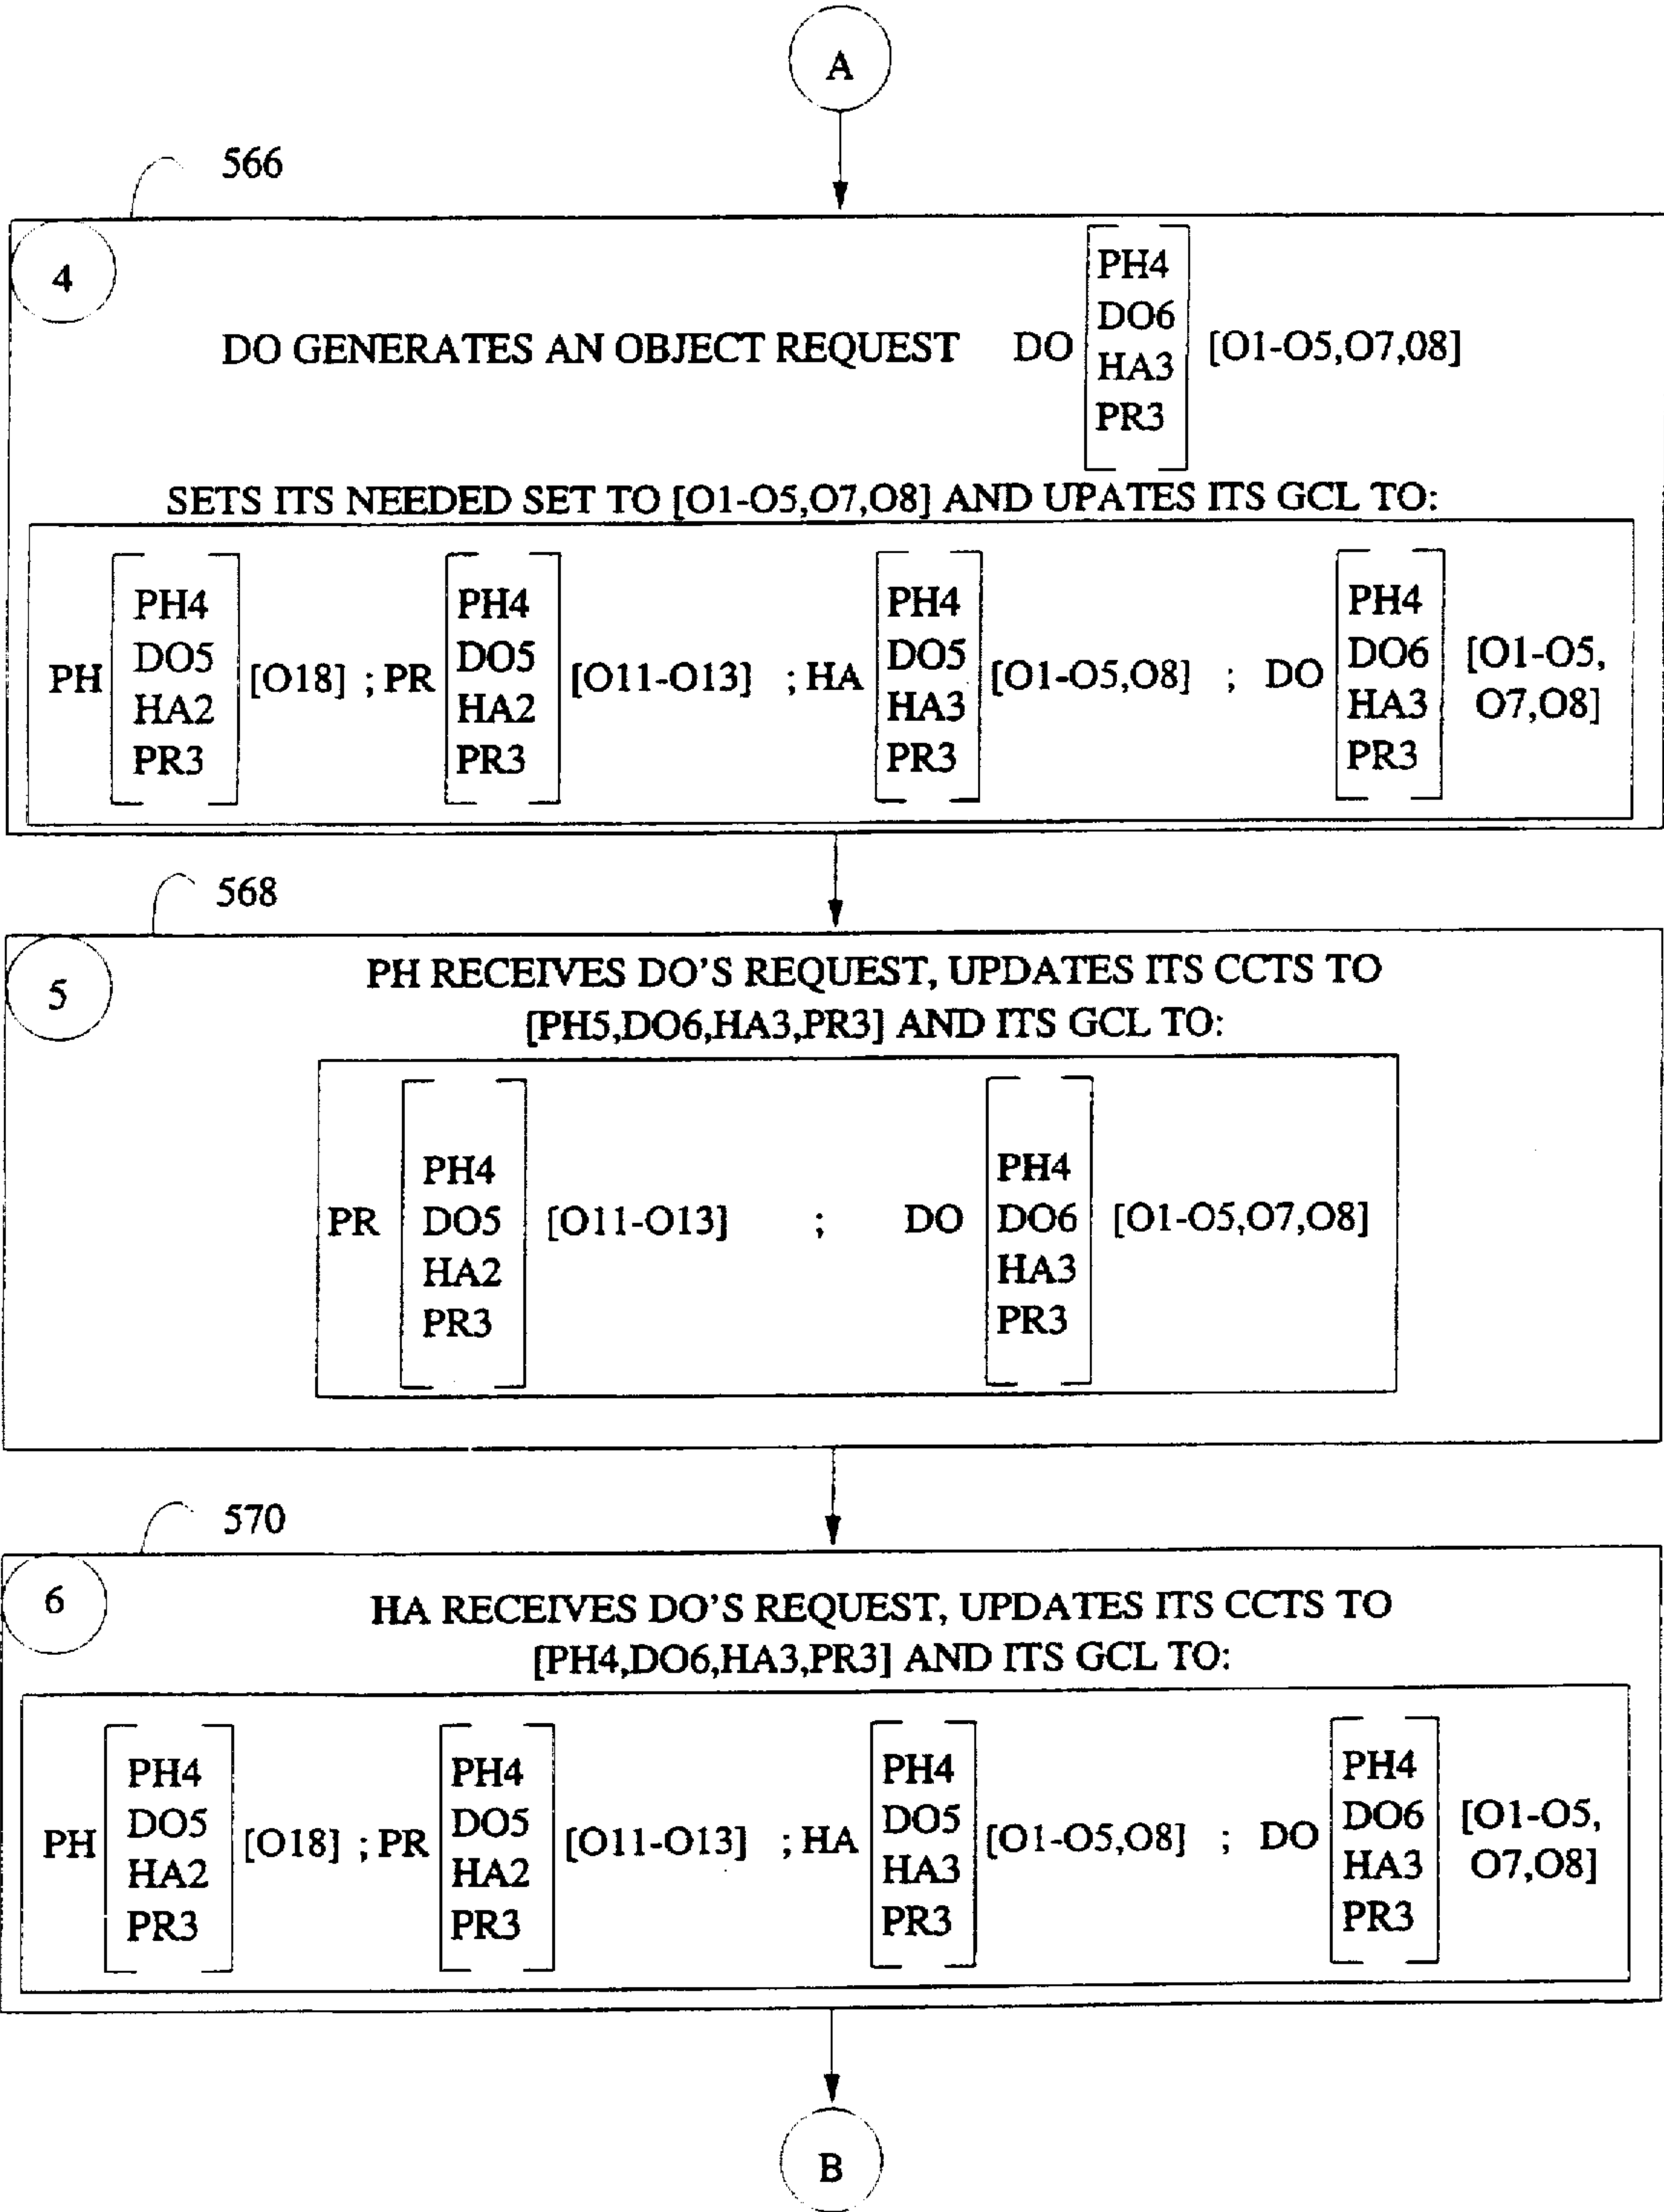 A
566
4
PH4
DO6
DO GENERATES AN OBJECT REQUEST DO [O1-O5,O7,08]
HA3
PR3
SETS ITS NEEDED SET TO [O1-O5,O7,O8] AND UPATES ITS GCL TO:
PH4 PH4 PH4 PH4
DO5 DO5 DO5 DO6 [O1-O5,
PH [O18] ; PR [O11-O13] ; HA [O1-O5,O8] ; DO
HA2 HA2 HA3 HA3 O7,O8]
PR3 PR3 PR3 PR3
568
5
PH RECEIVES DO'S REQUEST, UPDATES ITS CCTS TO
[PH5,DO6,HA3,PR3] AND ITS GCL TO:
PH4 PH4
PR DO5 [O11-O13] ; DO DO6 [O1-O5,O7,O8]
HA2 HA3
PR3 PR3
570
6
HA RECEIVES DO'S REQUEST, UPDATES ITS CCTS TO
[PH4,DO6,HA3,PR3] AND ITS GCL TO:
PH4 PH4 PH4 PH4
DO5 DO5 DO5 DO6 [O1-O5,
PH [O18] ; PR [O11-O13] ; HA [O1-O5,O8] ; DO
HA2 HA2 HA3 HA3 O7,O8]
PR3 PR3 PR3 PR3
B